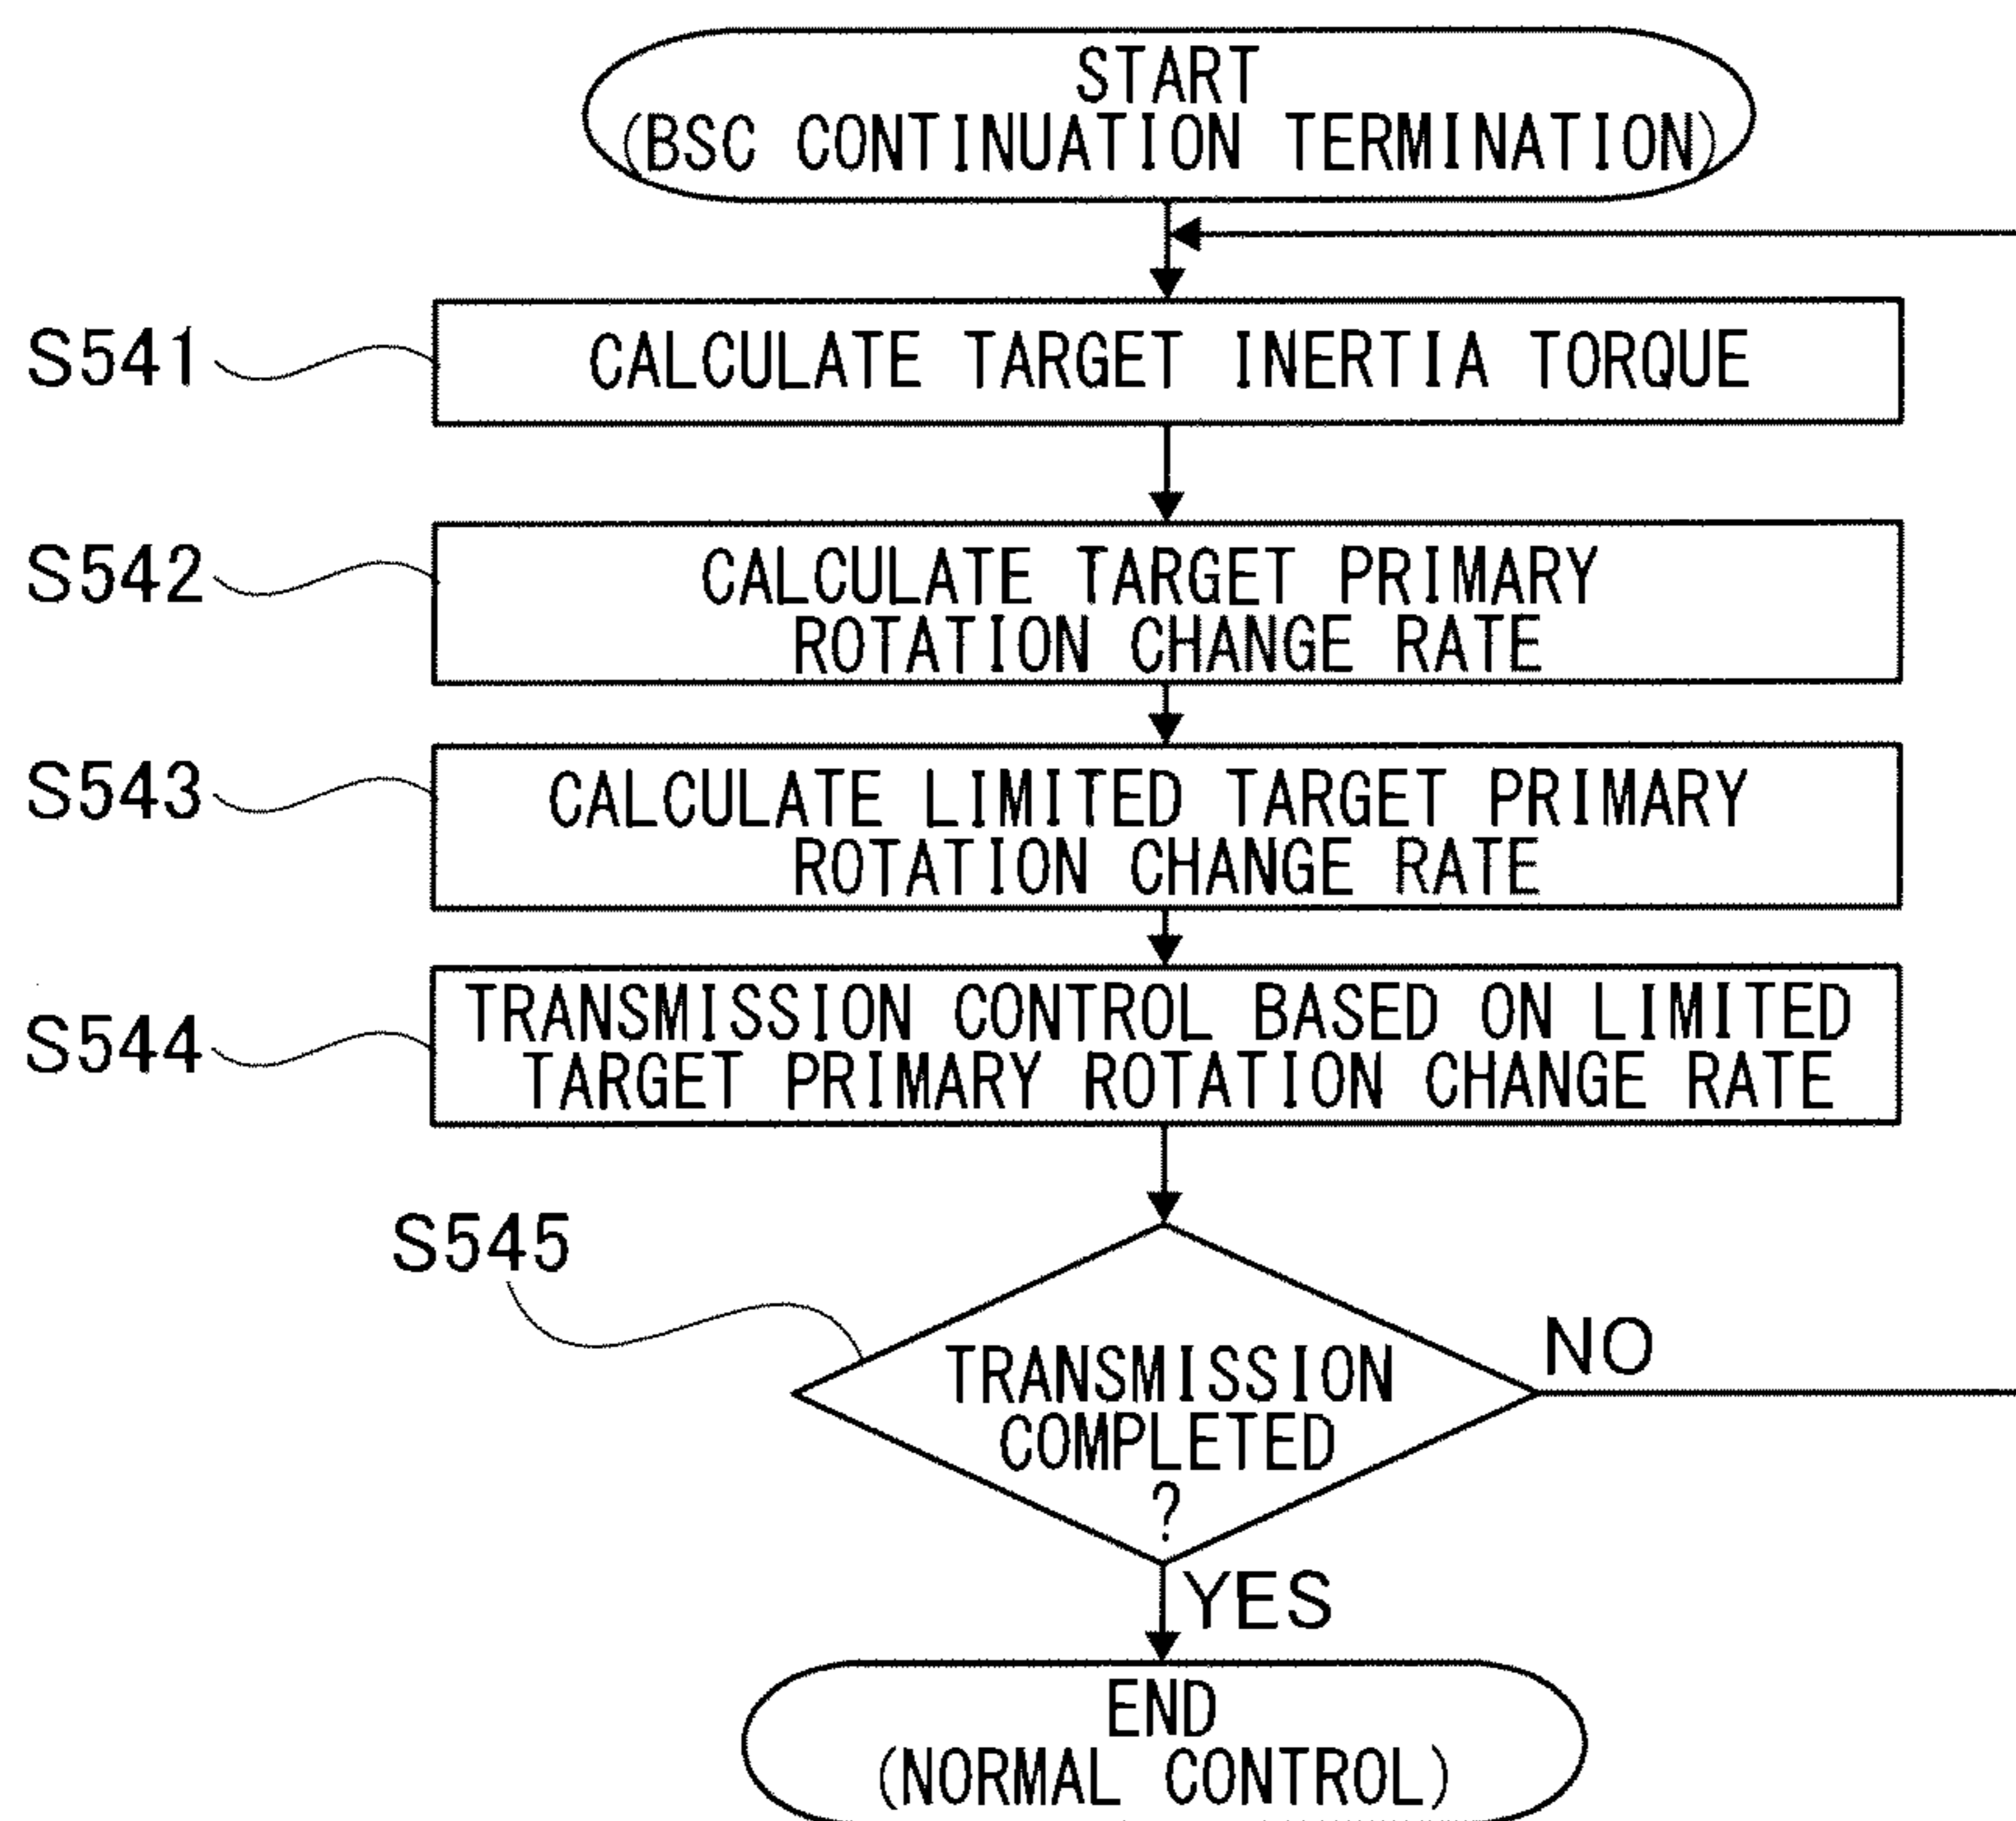 START
(BSC CONTINUATION TERMINATION)
S541
CALCULATE TARGET INERTIA TORQUE
S542
CALCULATE TARGET PRIMARY
ROTATION CHANGE RATE
S543
CALCULATE LIMITED TARGET PRIMARY
ROTATION CHANGE RATE
S544
TRANSMISSION CONTROL BASED ON LIMITED
TARGET PRIMARY ROTATION CHANGE RATE
S545
TRANSMISSION
COMPLETED
?
NO
YES
END
(NORMAL CONTROL)